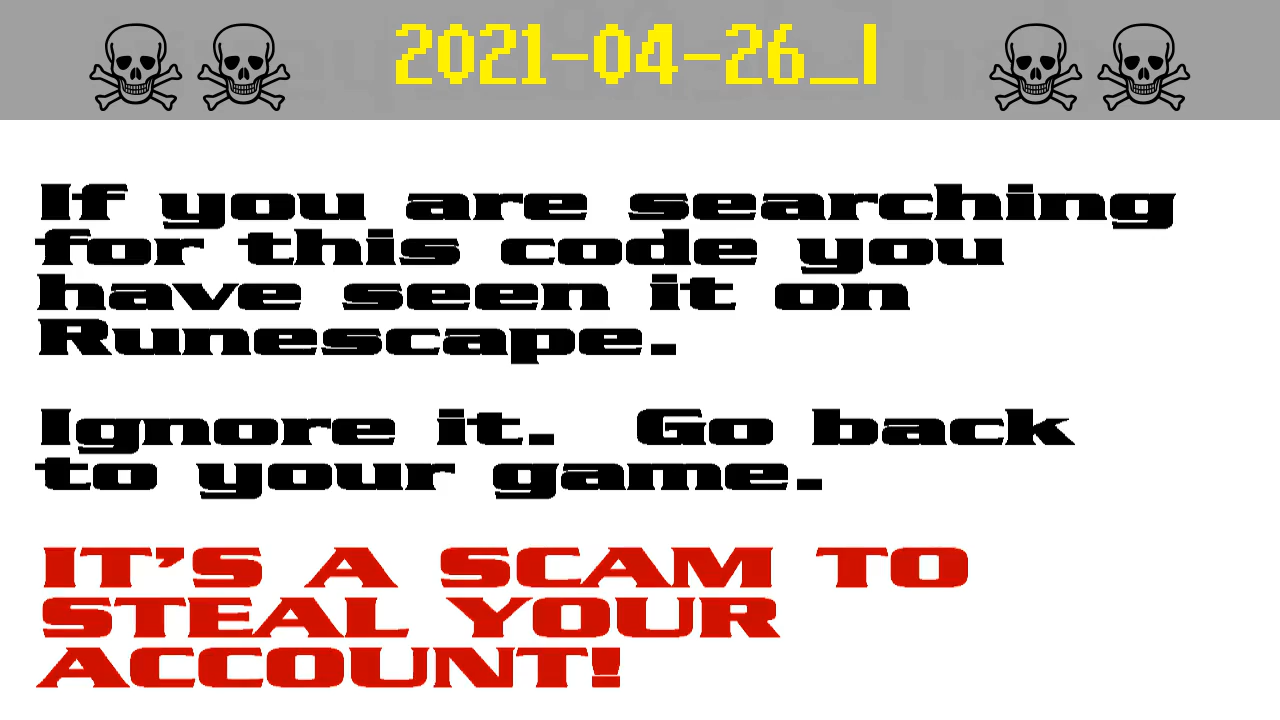 2021-04-26_I
If you are searching
for this code you
have seen it on
Runescape.
Ignore it. Go back
to your game.
IT'S A SCAM TO
STEAL YOUR
ACCOUNT!